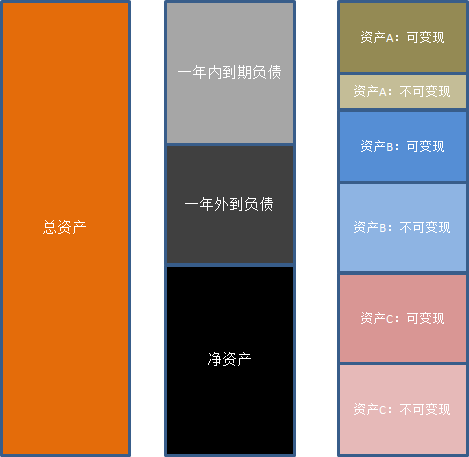 总资产
一年内到期负债
一年外到负债
净资产
资产A: 可变现
资产A: 不可变现
资产B: 可变现
资产B: 不可变现
资产C: 可变现
资产C: 不可变现